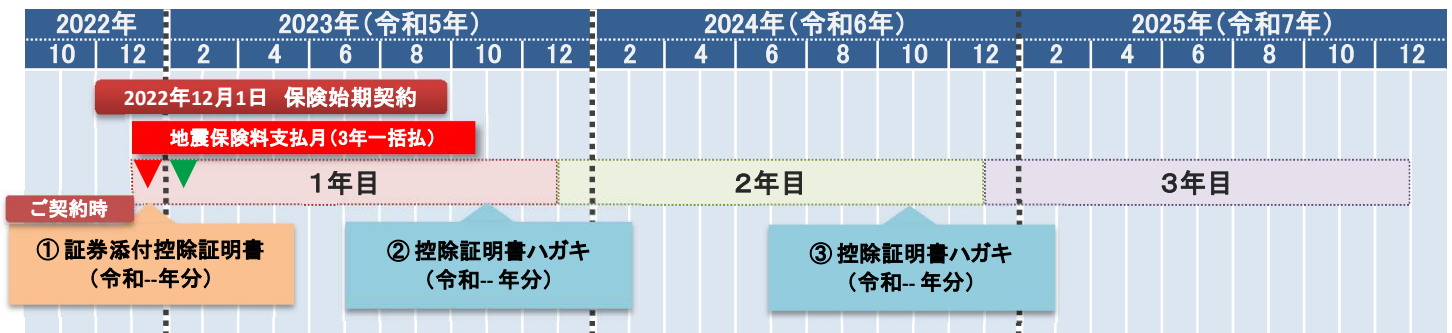 2022年 2023年（令和5年） 2024年（令和6年） 2025年（令和7年）
10 12 2 4 6 8 10 12 2 4 6 8 10 12 2 4 6 8 10 12
2022年12月1日 保険始期契約
地震保険料支払月（3年一括払）
1年目 2年目 3年目
ご契約時
① 証券添付控除証明書
（令和--年分）
② 控除証明書ハガキ
（令和-- 年分）
③ 控除証明書ハガキ
（令和-- 年分）